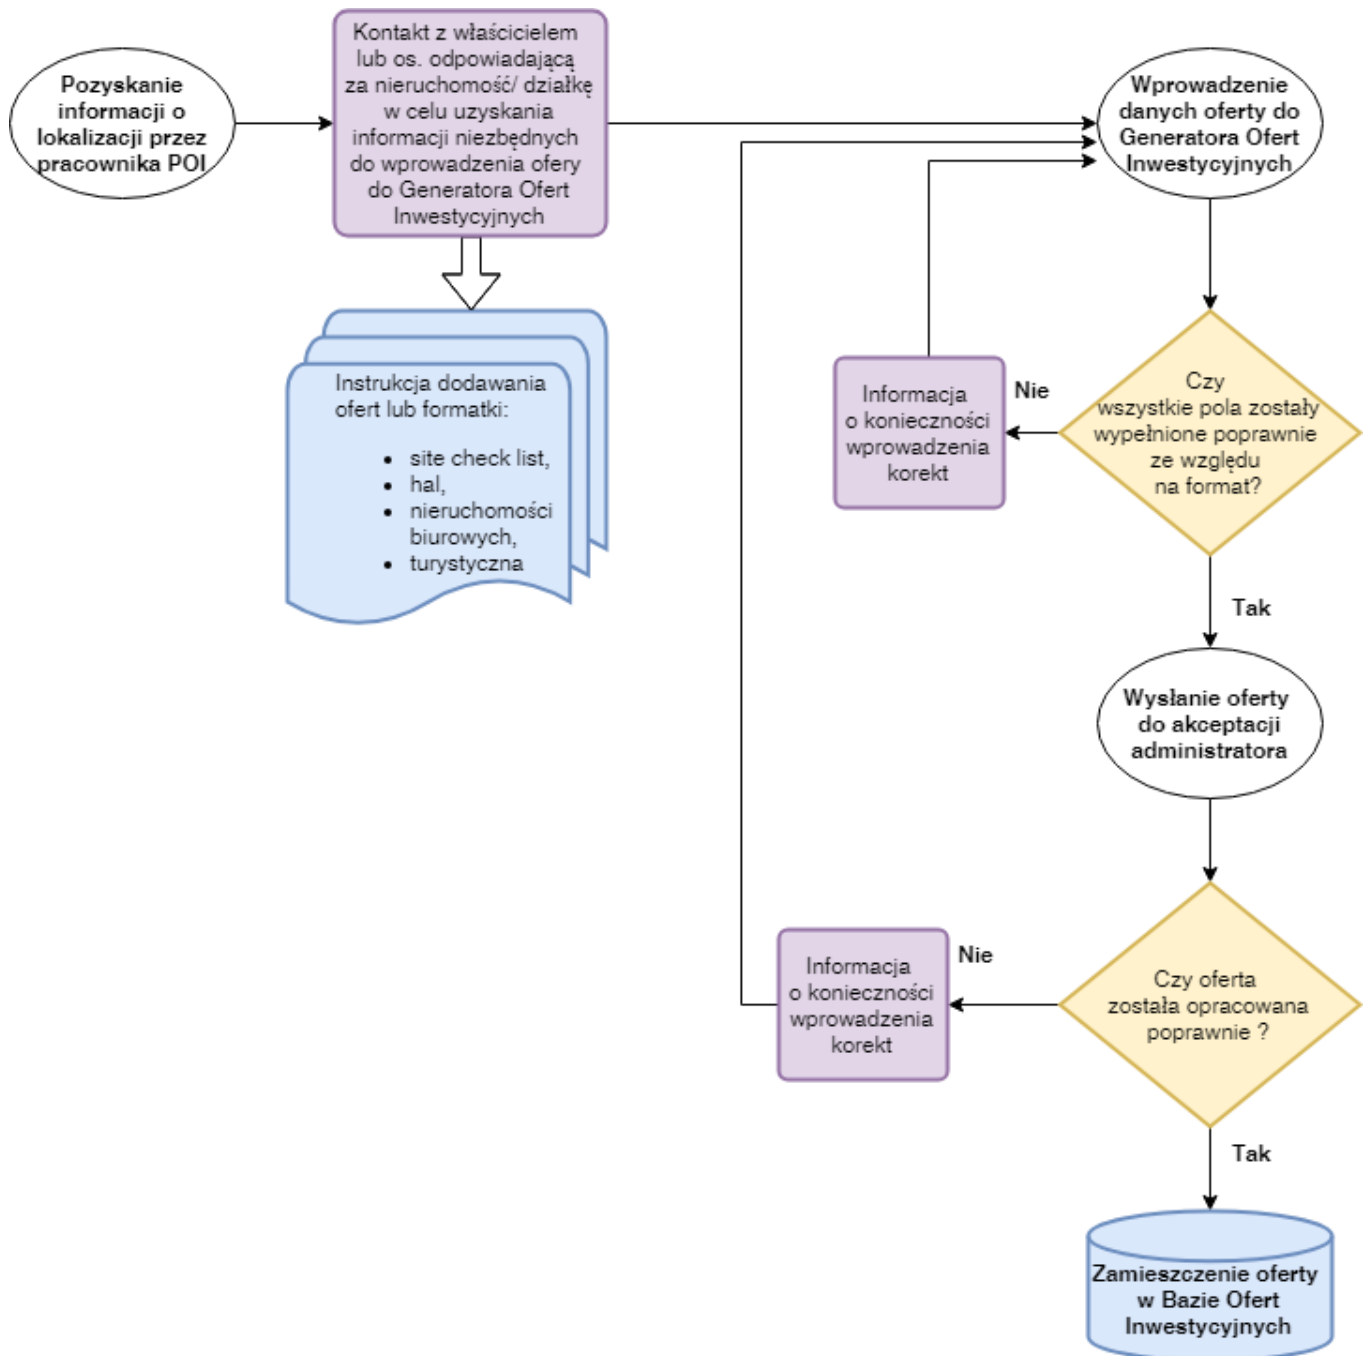 Pozyskanie
informacji o
lokalizacji przez
pracownika POI
Kontakt z właścicielem
lub os. odpowiadającą
za nieruchomość/ działkę
w celu uzyskania
informacji niezbędnych
do wprowadzenia ofery
do Generatora Ofert
Inwestycyjnych
Wprowadzenie
danych oferty do
Generatora Ofert
Inwestycyjnych
Instrukcja dodawania
ofert lub formatki:
• site check list,
• hal,
• nieruchomości
biurowych,
• turystyczna
Informacja
o konieczności
wprowadzenia
korekt
Nie
Czy
wszystkie pola zostały
wypełnione poprawnie
ze względu
na format?
Tak
Wysłanie oferty
do akceptacji
administratora
Informacja
o konieczności
wprowadzenia
korekt
Nie
Czy oferta
została opracowana
poprawnie ?
Tak
Zamieszczenie oferty
w Bazie Ofert
Inwestycyjnych